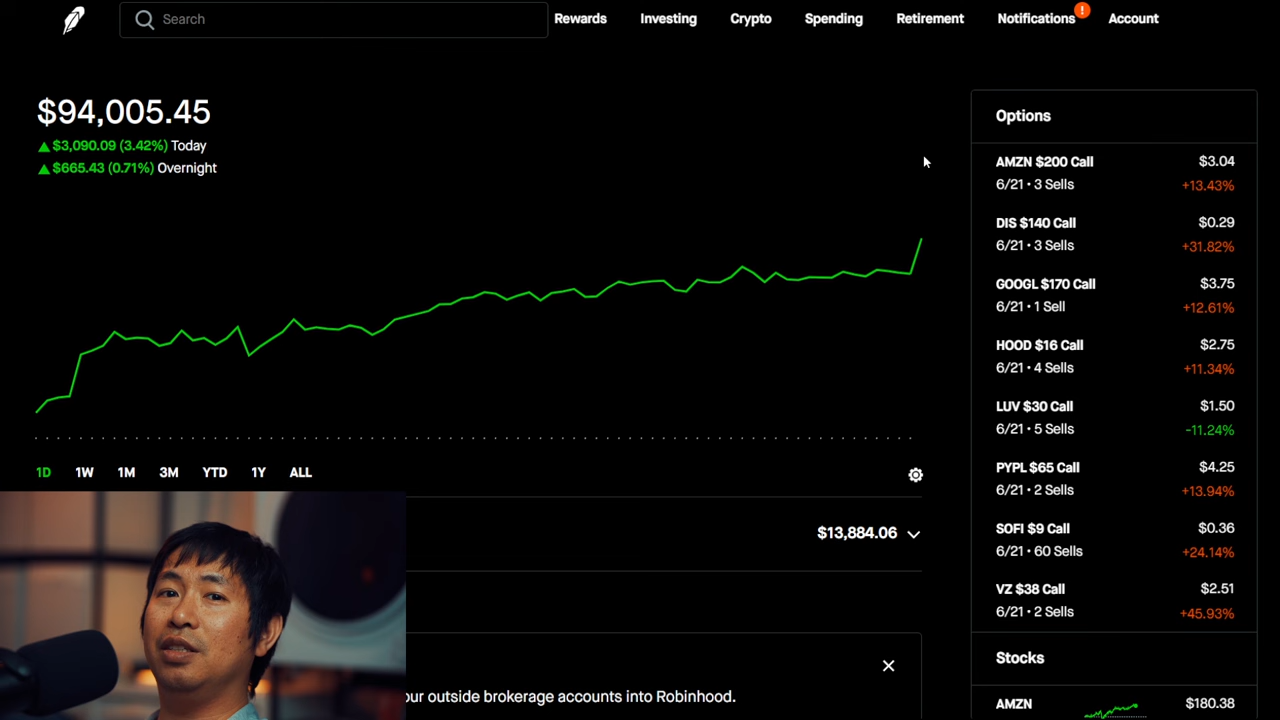 Search
Rewards
Investing
Crypto
Spending
Retirement
Notifications
!
Account
$94,005.45
$3,090.09 (3.42%) Today
$665.43 (0.71%) Overnight
1D 1W 1M 3M YTD 1Y ALL
$13,884.06
our outside brokerage accounts into Robinhood.
Options
AMZN $200 Call $3.04
6/21 • 3 Sells +13.43%
DIS $140 Call $0.29
6/21 • 3 Sells +31.82%
GOOGL $170 Call $3.75
6/21 • 1 Sell +12.61%
HOOD $16 Call $2.75
6/21 • 4 Sells +11.34%
LUV $30 Call $1.50
6/21 • 5 Sells -11.24%
PYPL $65 Call $4.25
6/21 • 2 Sells +13.94%
SOFI $9 Call $0.36
6/21 • 60 Sells +24.14%
VZ $38 Call $2.51
6/21 • 2 Sells +45.93%
Stocks
AMZN $180.38